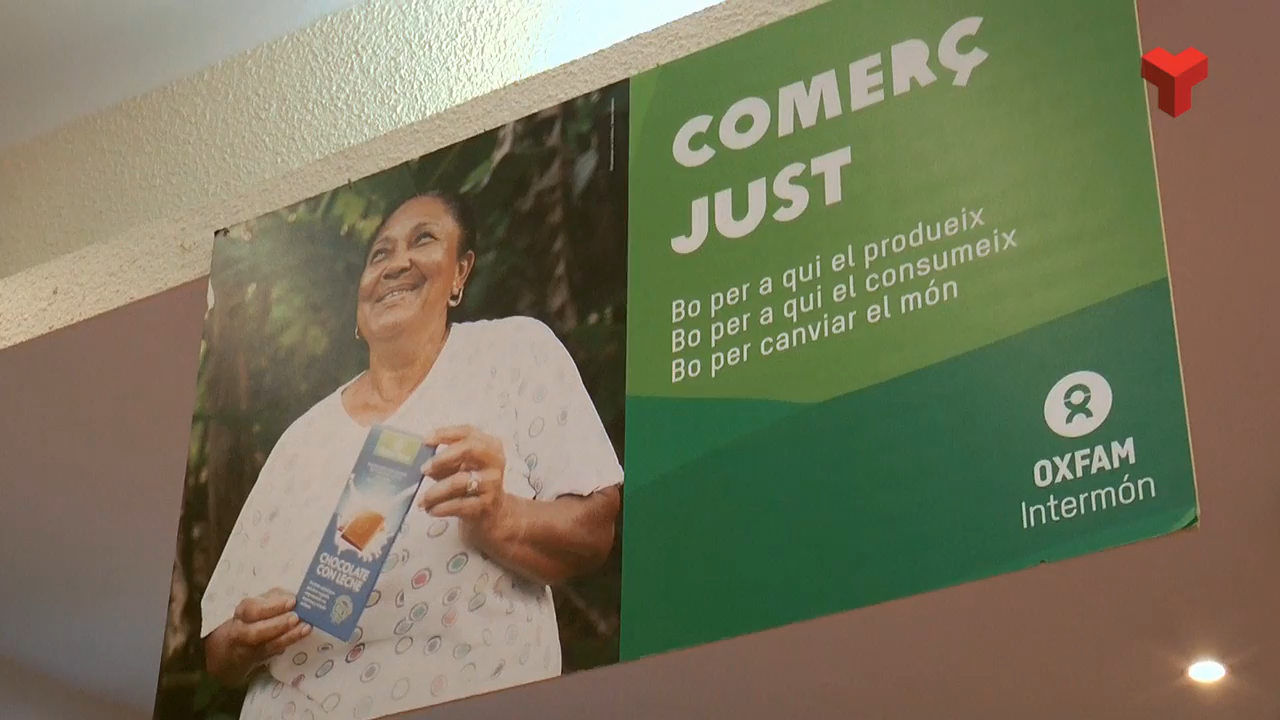 COMERÇ
JUST
Bo per a qui el produeix
Bo per a qui el consumeix
Bo per canviar el món
OXFAM
Intermón
CHOCOLATE
CON LECHE